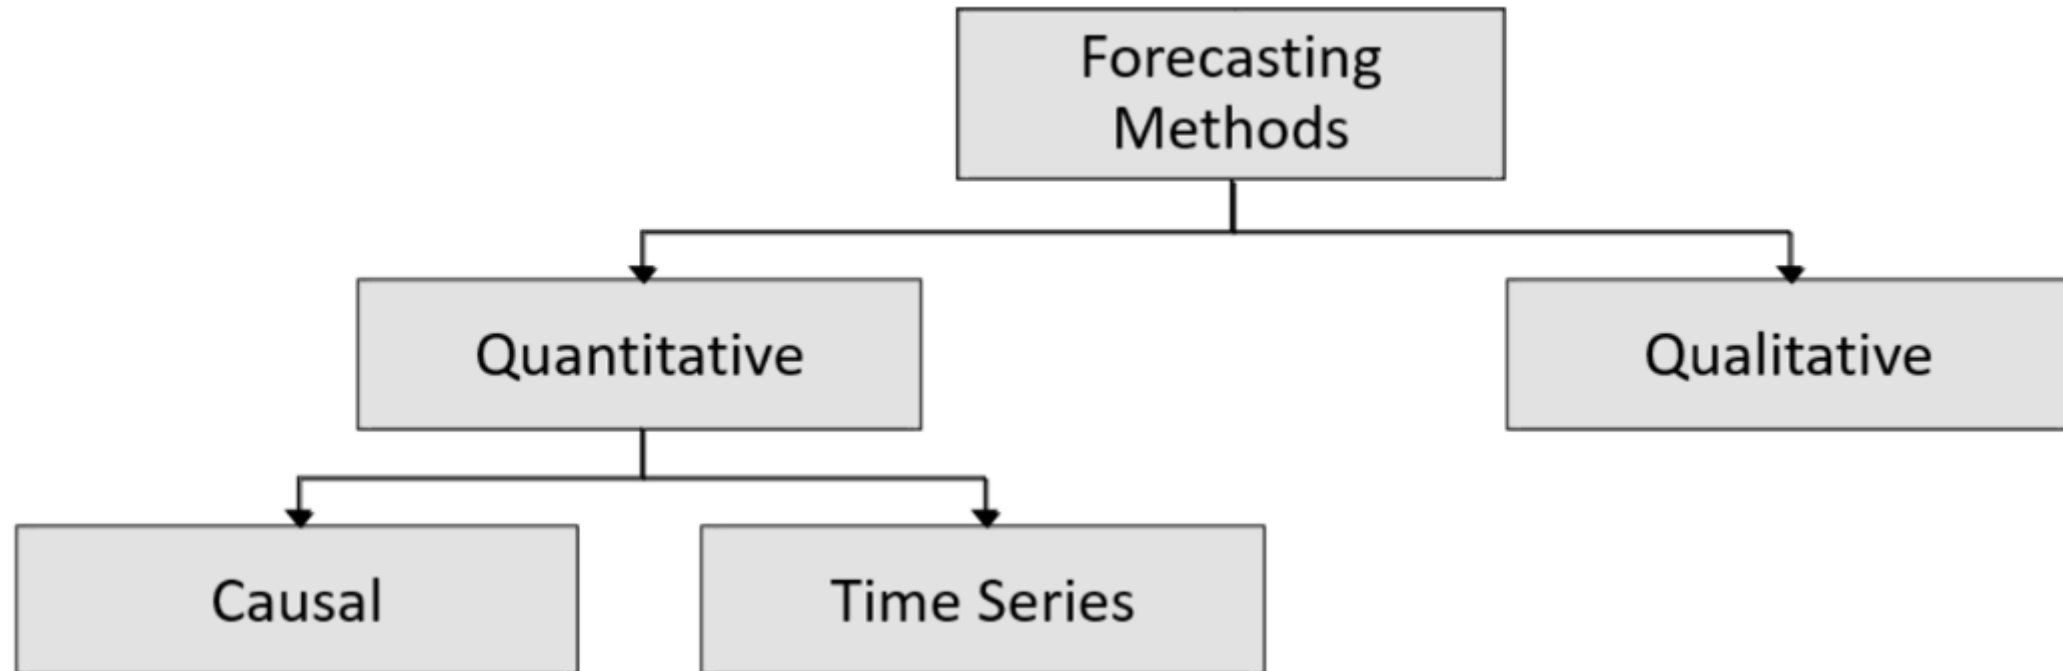 Forecasting
Methods
Quantitative
Qualitative
Causal
Time Series